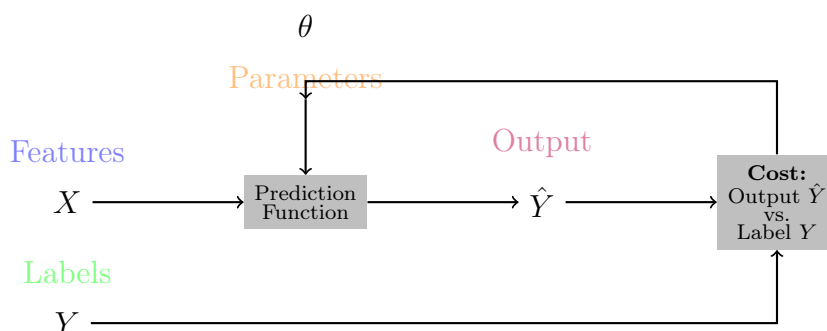 θ
Parameters
Features
Output
X
Prediction
Function
Ŷ
Cost:
Output Ŷ
vs.
Label Y
Labels
Y